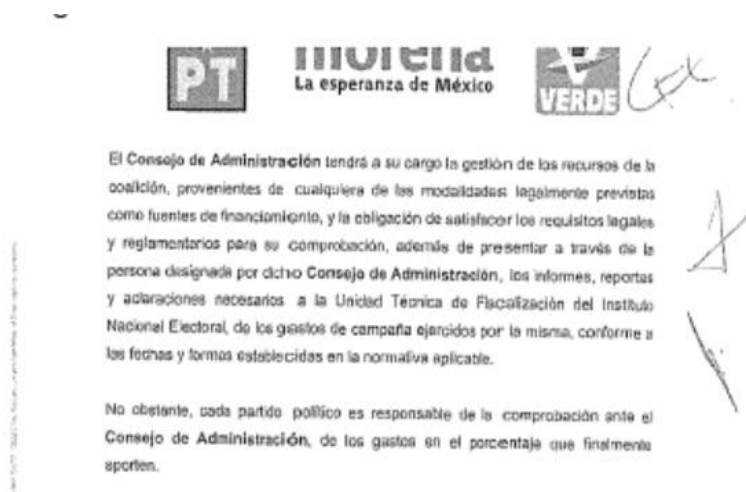 PT
morena
La esperanza de México
VERDE
El Consejo de Administración tendrá a su cargo la gestión de los recursos de la
coalición, provenientes de cualquiera de las modalidades legalmente previstas
como fuentes de financiamiento, y la obligación de satisfacer los requisitos legales
y reglamentarios para su comprobación, además de presentar a través de la
persona designada por dicho Consejo de Administración, los informes, reportes
y aclaraciones necesarios a la Unidad Técnica de Fiscalización del Instituto
Nacional Electoral, de los gastos de campaña ejercidos por la misma, conforme a
las fechas y formas establecidas en la normativa aplicable.
No obstante, cada partido político es responsable de la comprobación ante el
Consejo de Administración, de los gastos en el porcentaje que finalmente
aporten.